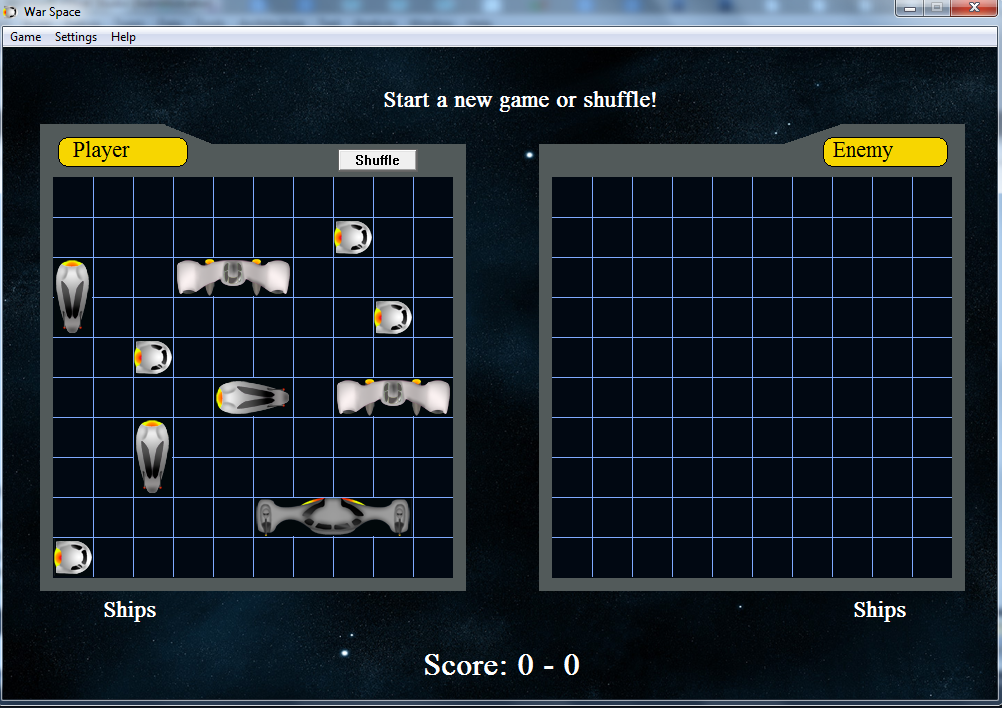 War Space
Game Settings Help
Start a new game or shuffle!
Player
Shuffle
Enemy
Ships
Ships
Score: 0 - 0